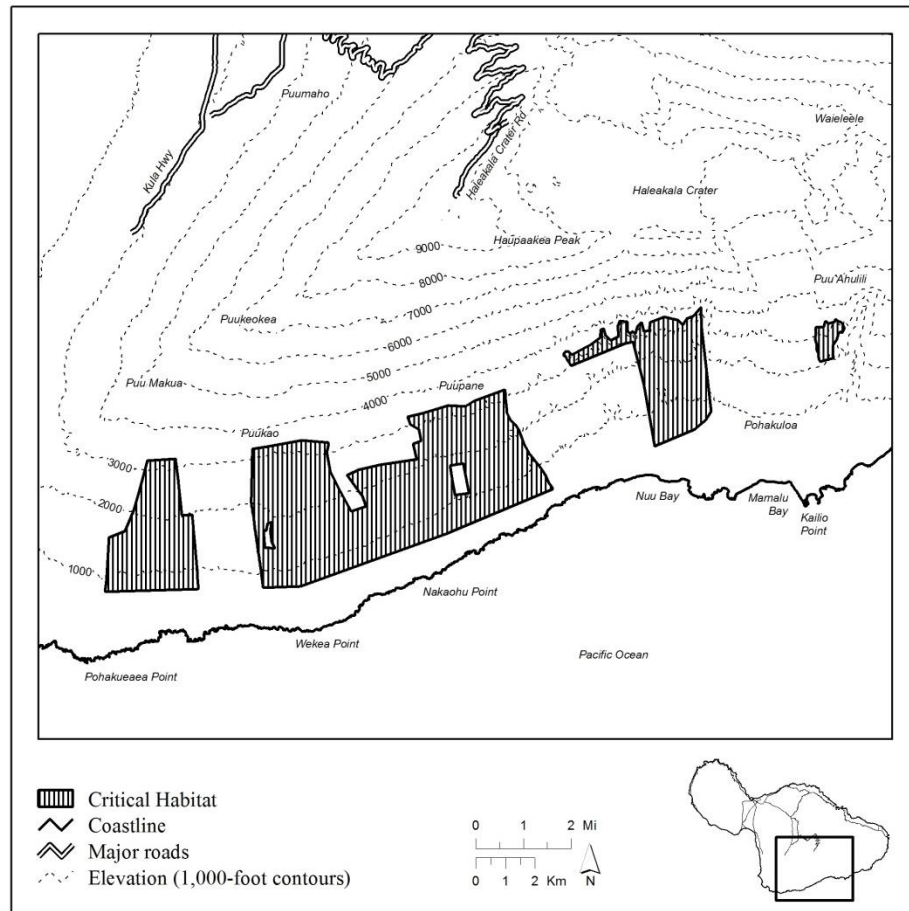 Puumaho
Waieleele
Kula Hwy
Haleakala Crater Rd
Haleakala Crater
Haupaakea Peak
9000
8000
Puu Ahulili
7000
Puukeokea
6000
5000
Puu Makua
Puupane
4000
Pohakuloa
Puukao
3000
2000
Nuu Bay
Mamalu
Bay
Kailio
Point
1000
Nakaohu Point
Wekea Point
Pacific Ocean
Pohakueaea Point
Critical Habitat
Coastline
Major roads
Elevation (1,000-foot contours)
0 1 2 Mi
0 1 2 Km
N